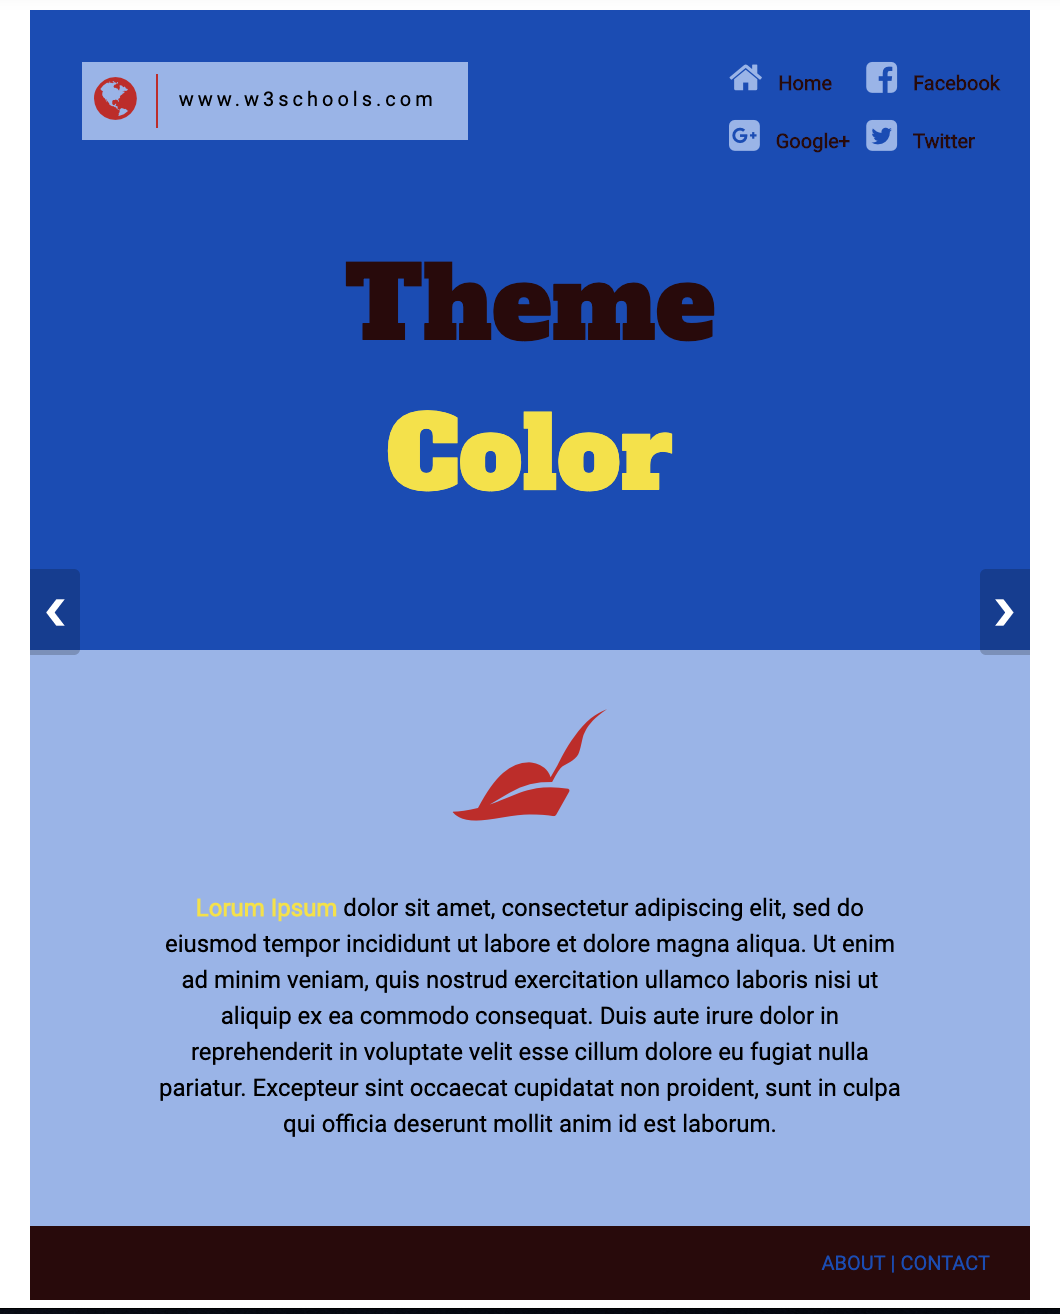 www.w3schools.com
Home
Facebook
Google+
Twitter
Theme
Color
Lorum Ipsum dolor sit amet, consectetur adipiscing elit, sed do
eiusmod tempor incididunt ut labore et dolore magna aliqua. Ut enim
ad minim veniam, quis nostrud exercitation ullamco laboris nisi ut
aliquip ex ea commodo consequat. Duis aute irure dolor in
reprehenderit in voluptate velit esse cillum dolore eu fugiat nulla
pariatur. Excepteur sint occaecat cupidatat non proident, sunt in culpa
qui officia deserunt mollit anim id est laborum.
ABOUT | CONTACT